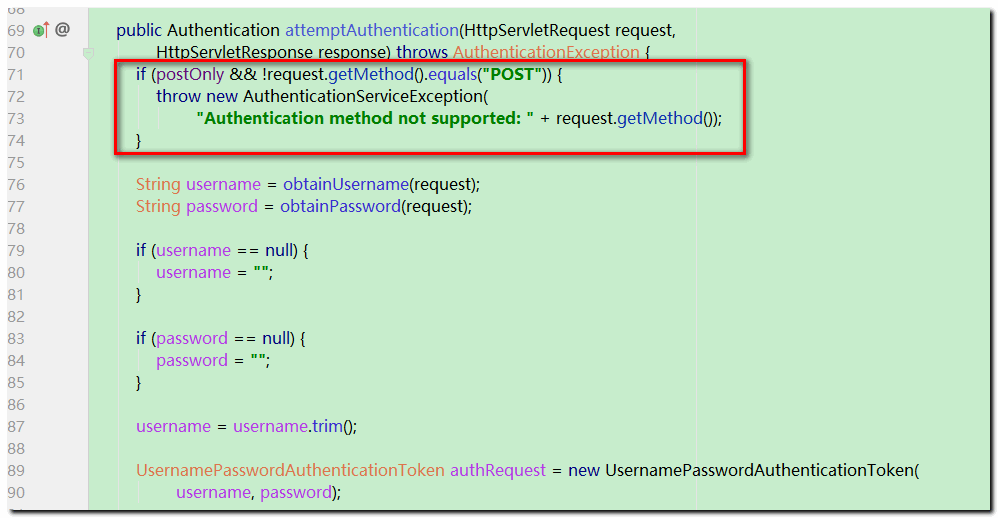 68
69 @ public Authentication attemptAuthentication(HttpServletRequest request,
70 HttpServletResponse response) throws AuthenticationException {
71 if (postOnly && !request.getMethod().equals("POST")) {
72 throw new AuthenticationServiceException(
73 "Authentication method not supported: " + request.getMethod());
74 }
75
76 String username = obtainUsername(request);
77 String password = obtainPassword(request);
78
79 if (username == null) {
80 username = "";
81 }
82
83 if (password == null) {
84 password = "";
85 }
86
87 username = username.trim();
88
89 UsernamePasswordAuthenticationToken authRequest = new UsernamePasswordAuthenticationToken(
90 username, password);